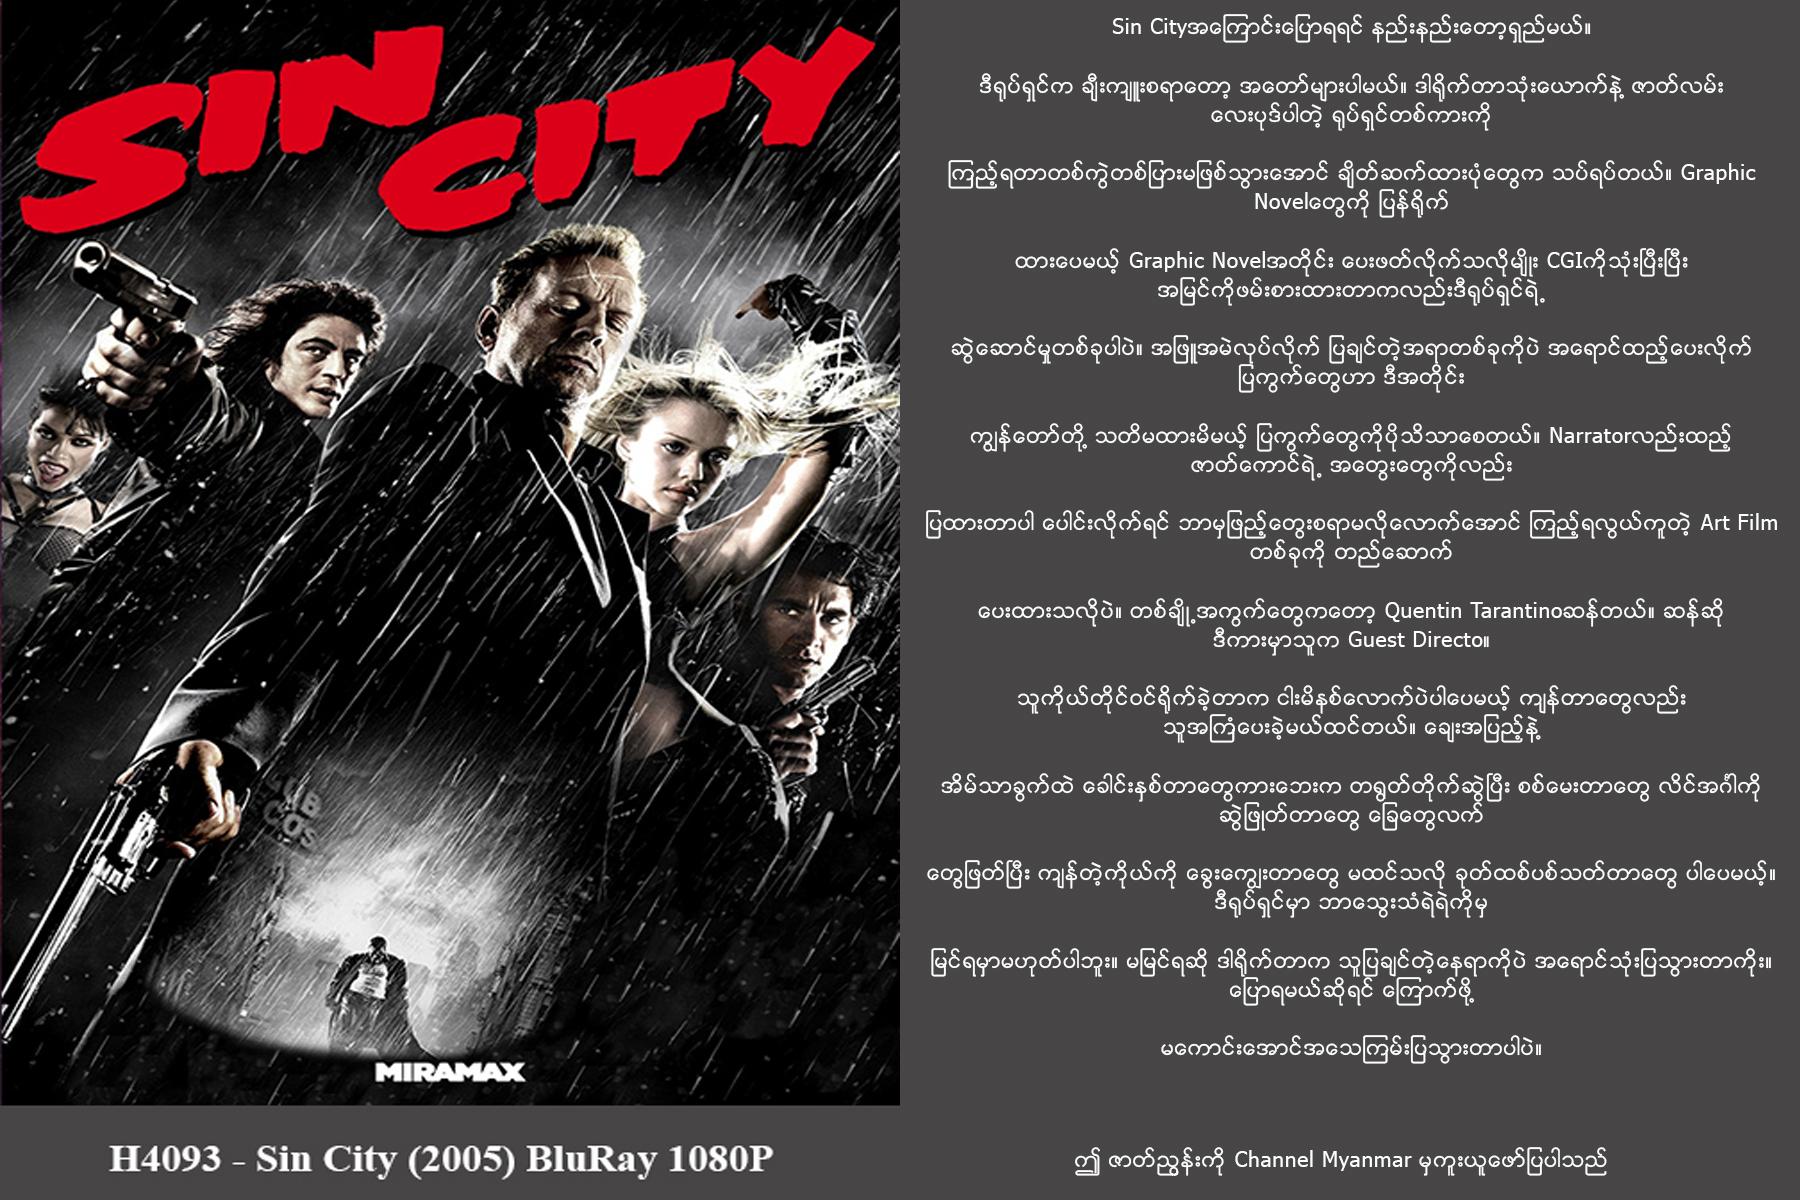 SIN CITY
MIRAMAX
H4093 - Sin City (2005) BluRay 1080P
Sin Cityအကြောင်းပြောရရင် နည်းနည်းတော့ရှည်မယ်။
ဒီရုပ်ရှင်က ချီးကျူးစရာတော့ အတော်များပါမယ်။ ဒါရိုက်တာသုံးယောက်နဲ့ ဇာတ်လမ်း
လေးပုဒ်ပါတဲ့ ရုပ်ရှင်တစ်ကားကို
ကြည့်ရတာတစ်ကွဲတစ်ပြားမဖြစ်သွားအောင် ချိတ်ဆက်ထားပုံတွေက သပ်ရပ်တယ်။ Graphic
Novelတွေကို ပြန်ရိုက်
ထားပေမယ့် Graphic Novelအတိုင်း ပေးဖတ်လိုက်သလိုမျိုး CGIကိုသုံးပြီးပြီး
အမြင်ကိုဖမ်းစားထားတာကလည်းဒီရုပ်ရှင်ရဲ့
ဆွဲဆောင်မှုတစ်ခုပါပဲ။ အဖြူအမဲလုပ်လိုက် ပြချင်တဲ့အရာတစ်ခုကိုပဲ အရောင်ထည့်ပေးလိုက်
ပြကွက်တွေဟာ ဒီအတိုင်း
ကျွန်တော်တို့ သတိမထားမိမယ့် ပြကွက်တွေကိုပိုသိသာစေတယ်။ Narratorလည်းထည့်
ဇာတ်ကောင်ရဲ့ အတွေးတွေကိုလည်း
ပြထားတာပါ ပေါင်းလိုက်ရင် ဘာမှဖြည့်တွေးစရာမလိုလောက်အောင် ကြည့်ရလွယ်ကူတဲ့ Art Film
တစ်ခုကို တည်ဆောက်
ပေးထားသလိုပဲ။ တစ်ချို့အကွက်တွေကတော့ Quentin Tarantinoဆန်တယ်။ ဆန်ဆို
ဒီကားမှာသူက Guest Directo။
သူကိုယ်တိုင်ဝင်ရိုက်ခဲ့တာက ငါးမိနစ်လောက်ပဲပါပေမယ့် ကျန်တာတွေလည်း
သူအကြံပေးခဲ့မယ်ထင်တယ်။ ချေးအပြည့်နဲ့
အိမ်သာခွက်ထဲ ခေါင်းနှစ်တာတွေကားဘေးက တရွတ်တိုက်ဆွဲပြီး စစ်မေးတာတွေ လိင်အင်္ဂါကို
ဆွဲဖြုတ်တာတွေ ခြေတွေလက်
တွေဖြတ်ပြီး ကျန်တဲ့ကိုယ်ကို ခွေးကျွေးတာတွေ မထင်သလို ခုတ်ထစ်ပစ်သတ်တာတွေ ပါပေမယ့်။
ဒီရုပ်ရှင်မှာ ဘာသွေးသံရဲရဲကိုမှ
မြင်ရမှာမဟုတ်ပါဘူး။ မမြင်ရဆို ဒါရိုက်တာက သူပြချင်တဲ့နေရာကိုပဲ အရောင်သုံးပြသွားတာကိုး။
ပြောရမယ်ဆိုရင် ကြောက်ဖို့
မကောင်းအောင်အသေကြမ်းပြသွားတာပါပဲ။
ဤ ဇာတ်ညွှန်းကို Channel Myanmar မှကူးယူဖော်ပြပါသည်